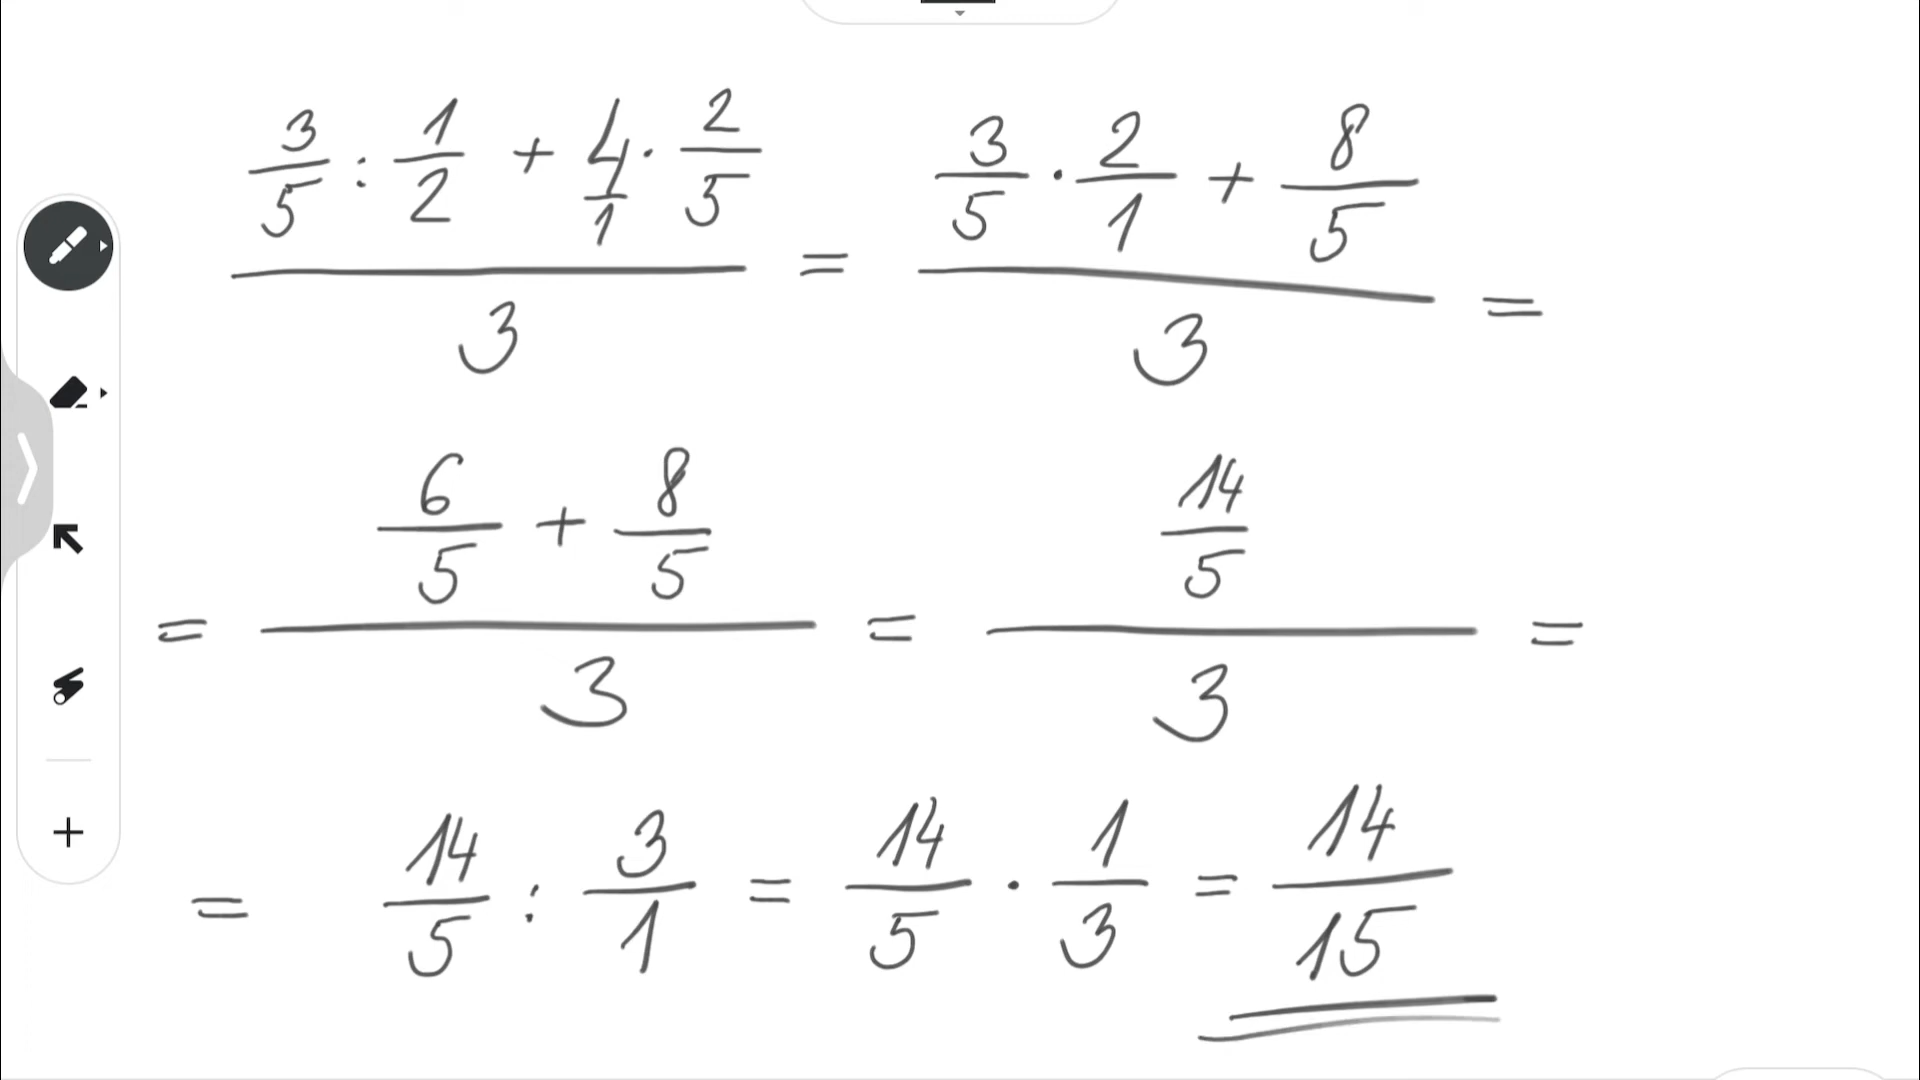 3/5 : 1/2 + 4/1 · 2/5 / 3 = 3/5 · 2/1 + 8/5 / 3 =
= 6/5 + 8/5 / 3 = 14/5 / 3 =
= 14/5 : 3/1 = 14/5 · 1/3 = 14/15